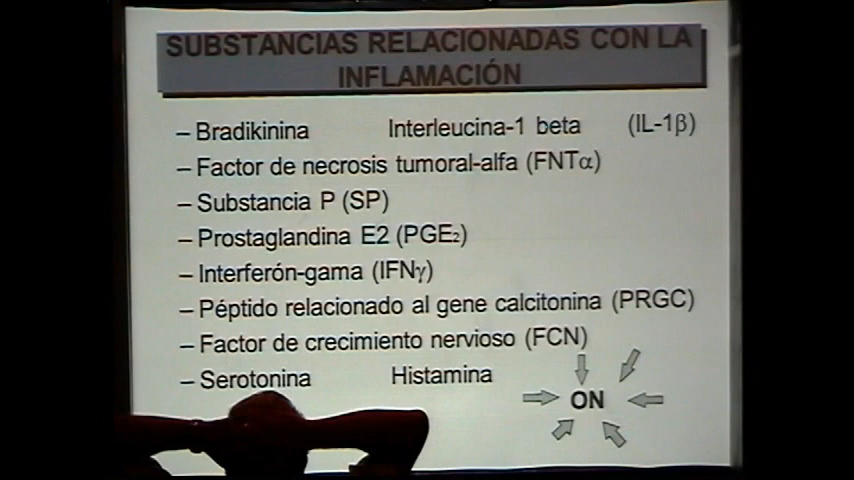 SUBSTANCIAS RELACIONADAS CON LA
INFLAMACIÓN
– Bradikinina Interleucina-1 beta (IL-1β)
– Factor de necrosis tumoral-alfa (FNTα)
– Substancia P (SP)
– Prostaglandina E2 (PGE₂)
– Interferón-gama (IFNγ)
– Péptido relacionado al gene calcitonina (PRGC)
– Factor de crecimiento nervioso (FCN)
– Serotonina Histamina
ON